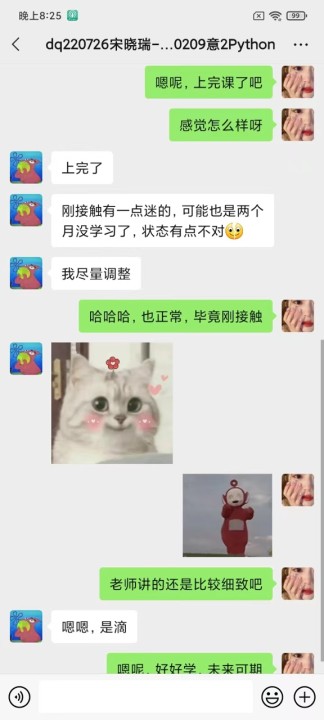 晚上8:25
99
dq220726宋晓瑞-...0209意2Python
嗯呢，上完课了吧
感觉怎么样呀
上完了
刚接触有一点迷的，可能也是两个
月没学习了，状态有点不对
我尽量调整
哈哈哈，也正常，毕竟刚接触
老师讲的还是比较细致吧
嗯嗯，是滴
嗯呢，好好学，未来可期